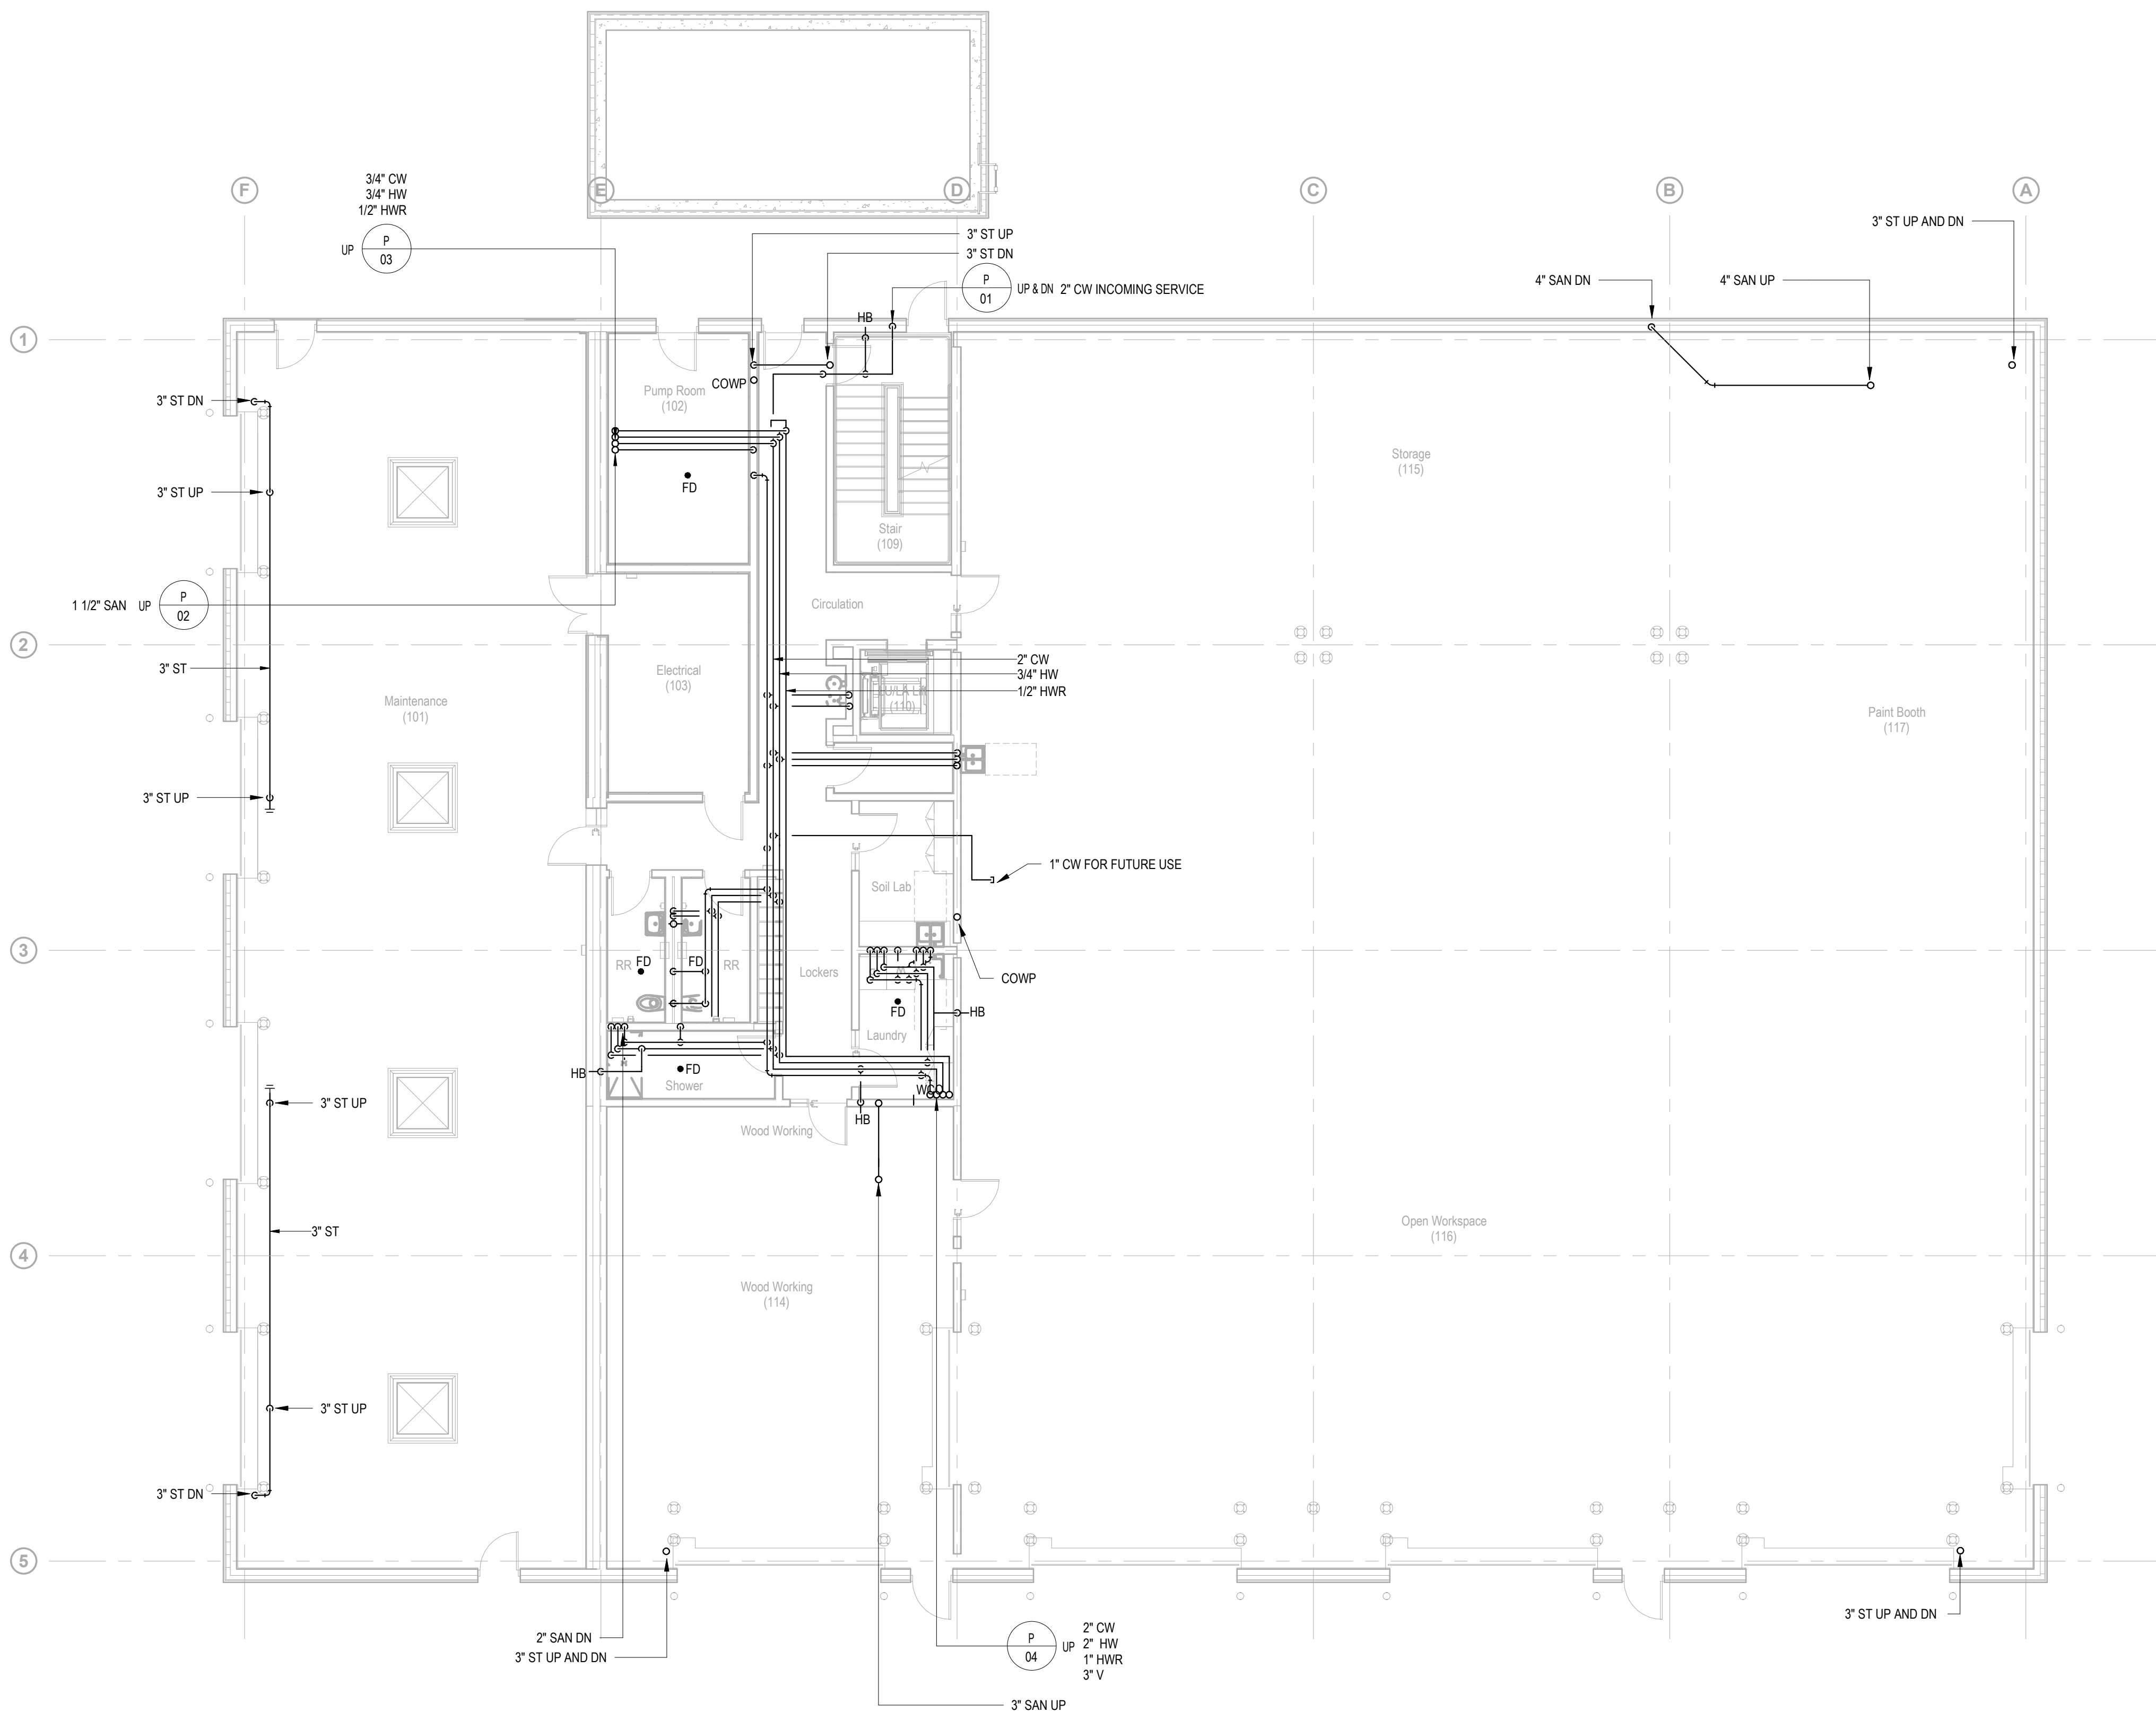 3/4" CW
3/4" HW
1/2" HWR
F
E
D
C
B
A
UP
P
03
3" ST UP
3" ST DN
P
01
UP & DN 2" CW INCOMING SERVICE
3" ST UP AND DN
4" SAN DN
4" SAN UP
HB
1
COWP
Pump Room
(102)
3" ST DN
Storage
(115)
3" ST UP
FD
Stair
(109)
1 1/2" SAN UP
P
02
Circulation
2
2" CW
3/4" HW
1/2" HWR
3" ST
Electrical
(103)
Maintenance
(101)
(110)
Paint Booth
(117)
3" ST UP
1" CW FOR FUTURE USE
Soil Lab
3
RR
FD
FD
RR
Lockers
COWP
FD
HB
Laundry
HB
FD
Shower
3" ST UP
HB
Wood Working
3" ST
4
Open Workspace
(116)
Wood Working
(114)
3" ST UP
3" ST DN
5
3" ST UP AND DN
2" SAN DN
3" ST UP AND DN
P
04
UP
2" CW
2" HW
1" HWR
3" V
3" SAN UP